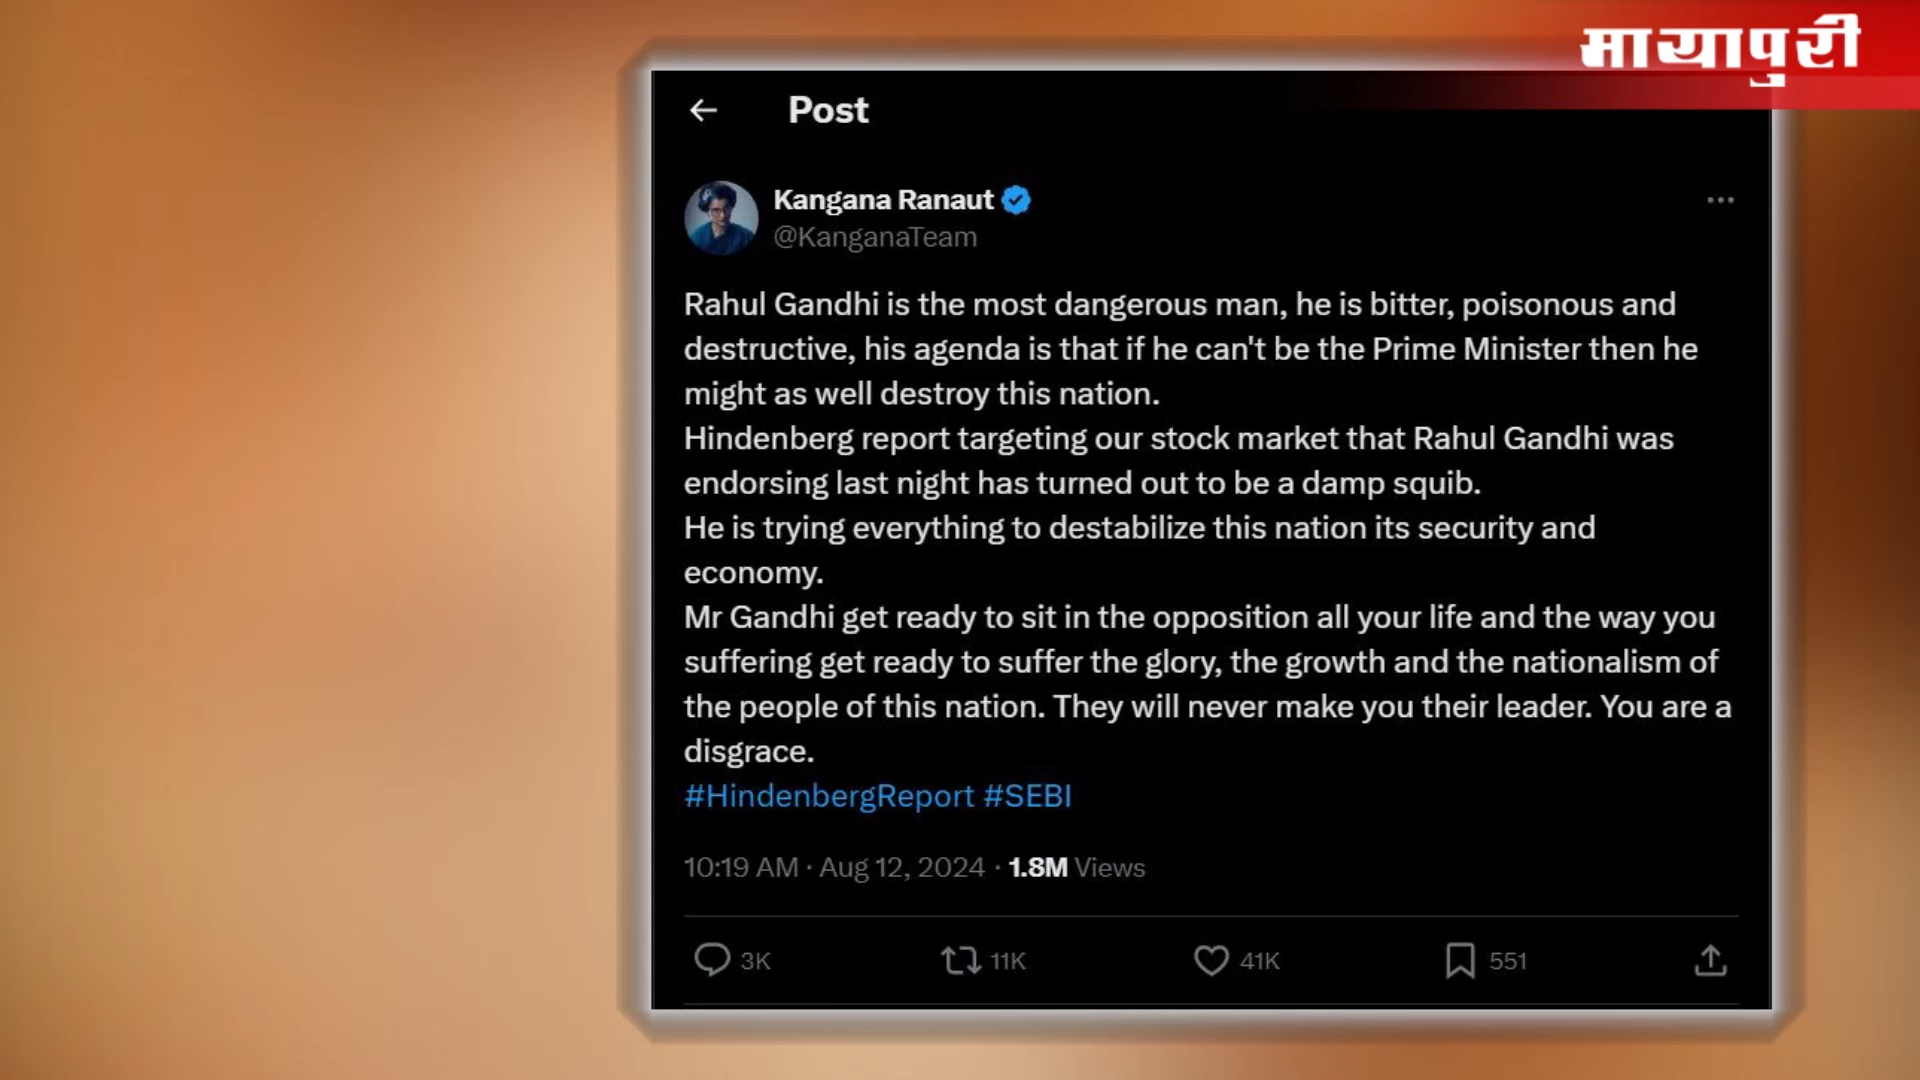 मायापुरी
Post
Kangana Ranaut
@KanganaTeam
Rahul Gandhi is the most dangerous man, he is bitter, poisonous and
destructive, his agenda is that if he can't be the Prime Minister then he
might as well destroy this nation.
Hindenberg report targeting our stock market that Rahul Gandhi was
endorsing last night has turned out to be a damp squib.
He is trying everything to destabilize this nation its security and
economy.
Mr Gandhi get ready to sit in the opposition all your life and the way you
suffering get ready to suffer the glory, the growth and the nationalism of
the people of this nation. They will never make you their leader. You are a
disgrace.
#HindenbergReport #SEBI
10:19 AM · Aug 12, 2024 · 1.8M Views
3K 11K 41K 551